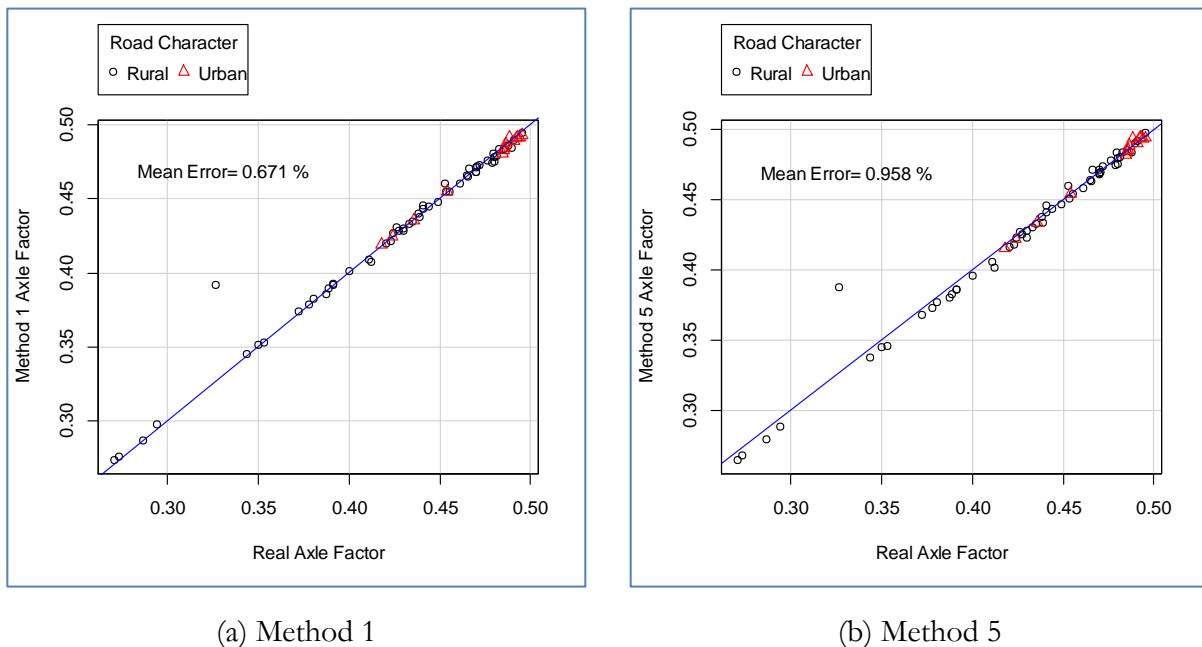 Road Character
Rural Urban
Mean Error= 0.671 %
Method 1 Axle Factor
0.30 0.35 0.40 0.45 0.50
0.30 0.35 0.40 0.45 0.50
Real Axle Factor
(a) Method 1
Road Character
Rural Urban
Mean Error= 0.958 %
Method 5 Axle Factor
0.30 0.35 0.40 0.45 0.50
0.30 0.35 0.40 0.45 0.50
Real Axle Factor
(b) Method 5